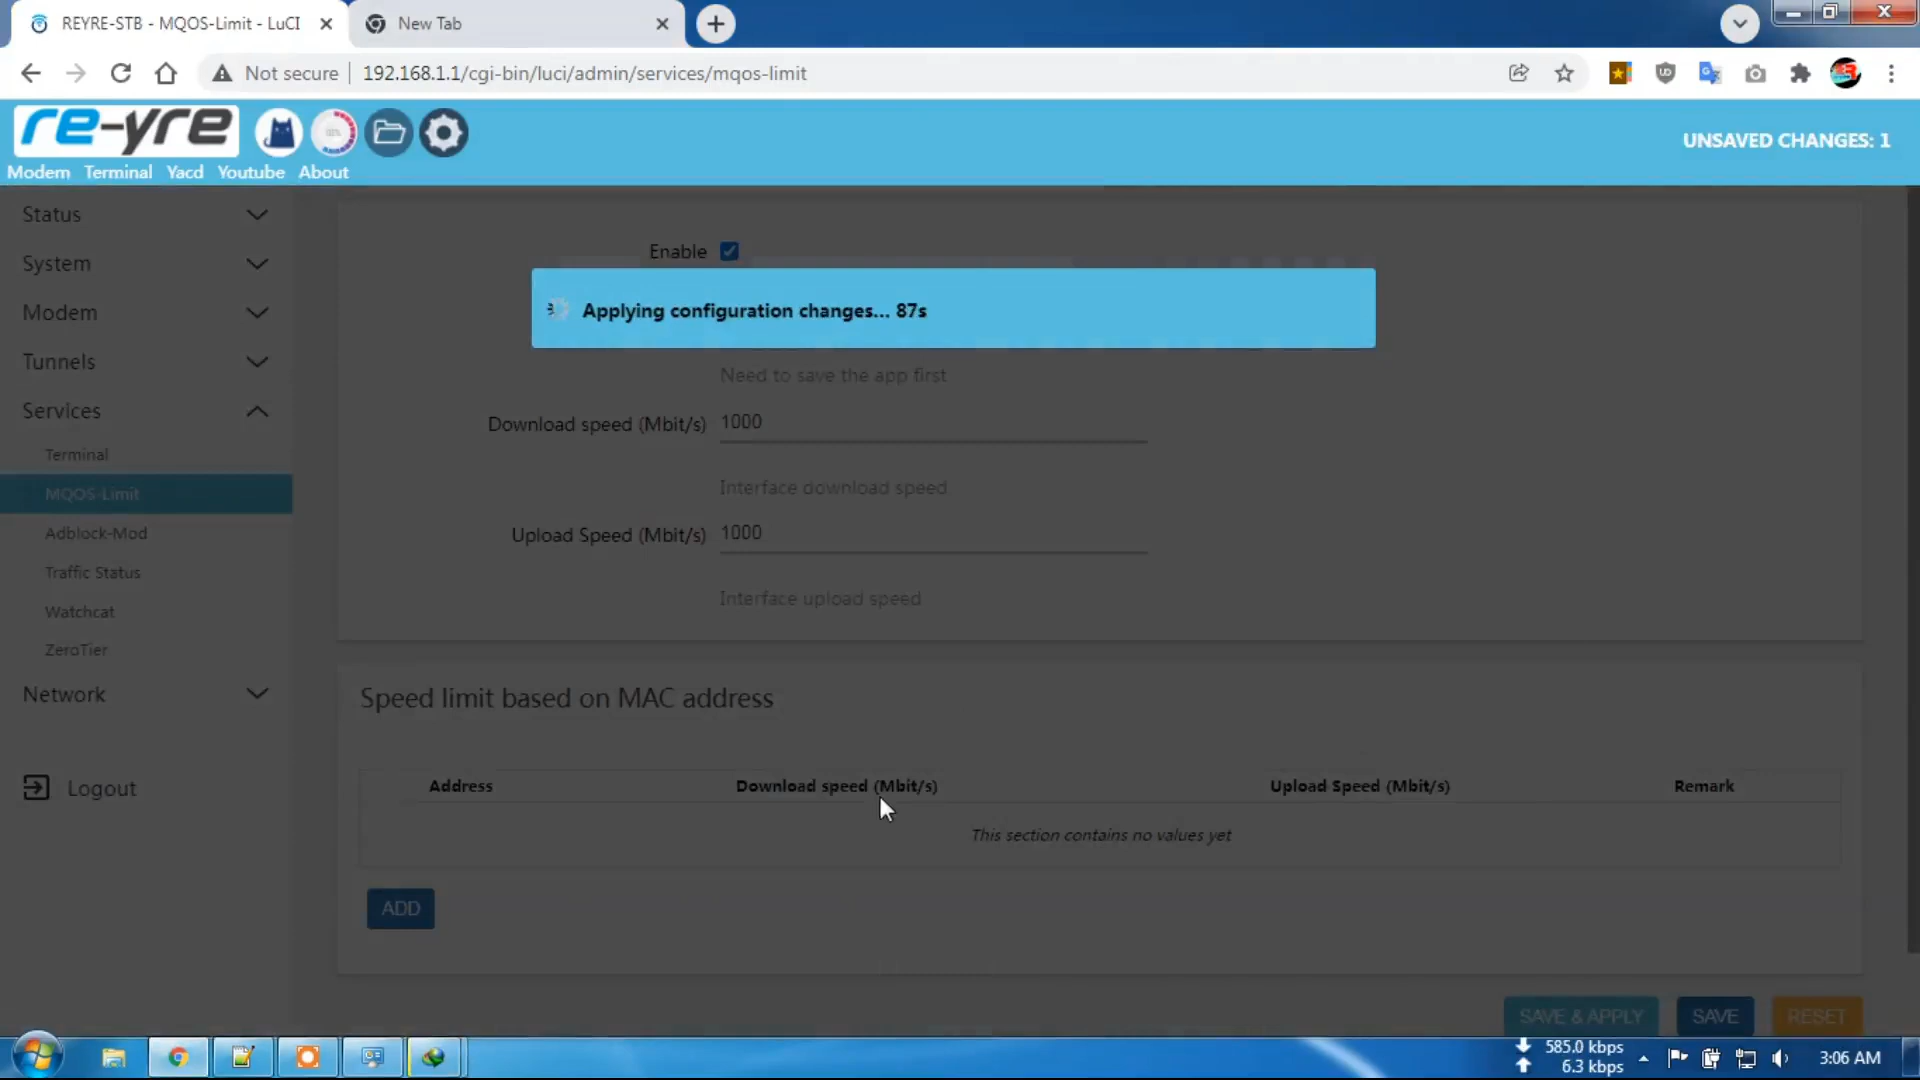 REYRE-STB - MQOS-Limit - LuCI
New Tab
Not secure
192.168.1.1/cgi-bin/luci/admin/services/mqos-limit
re-yre
UNSAVED CHANGES: 1
Modem Terminal Yacd Youtube About
Status
System
Modem
Tunnels
Services
Terminal
MQOS-Limit
Adblock-Mod
Traffic Status
Watchcat
ZeroTier
Network
Logout
Enable
Applying configuration changes... 87s
Need to save the app first
Download speed (Mbit/s) 1000
Interface download speed
Upload Speed (Mbit/s) 1000
Interface upload speed
Speed limit based on MAC address
Address Download speed (Mbit/s) Upload Speed (Mbit/s) Remark
This section contains no values yet
ADD
SAVE & APPLY SAVE RESET
585.0 kbps
6.3 kbps
3:06 AM